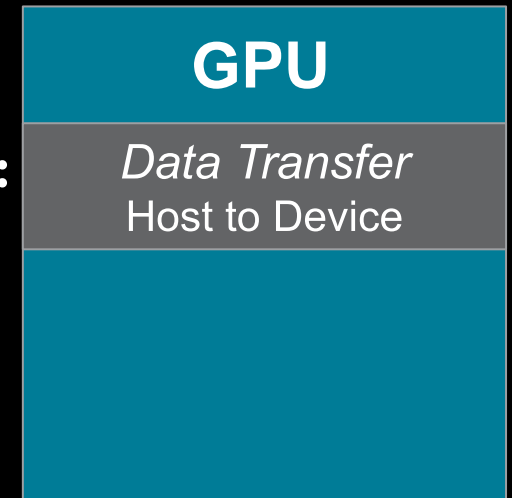 GPU
: Data Transfer
Host to Device